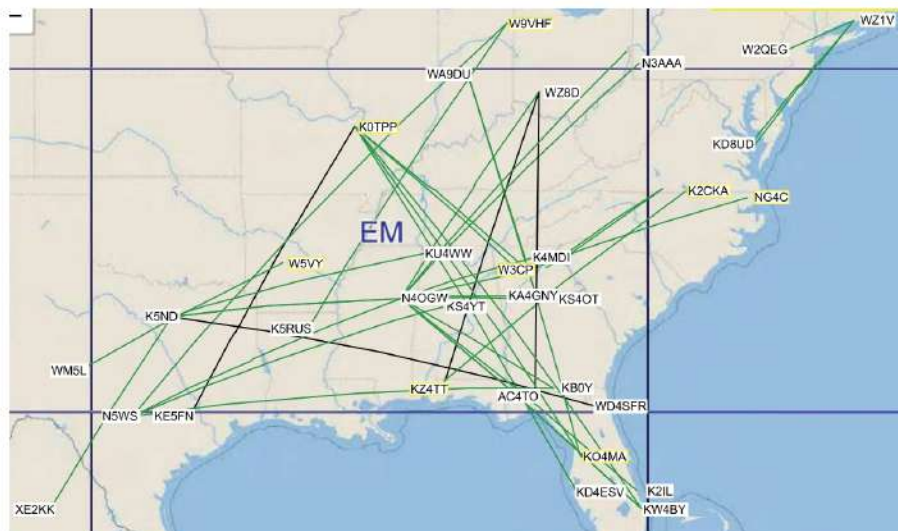 W9VHF
WZ1V
W2QEG
N3AAA
WA9DU
WZ8D
K0TPP
KD8UD
K2CKA
NG4C
EM
KU4WW
K4MDI
W5VY
W3CP
N4OGW
KA4GNY
KS4OT
KS4YT
K5ND
K5RUS
WM5L
KZ4TT
KB0Y
AC4TO
WD4SFR
N5WS
KE5FN
KO4MA
KD4ESV
K2IL
XE2KK
KW4BY